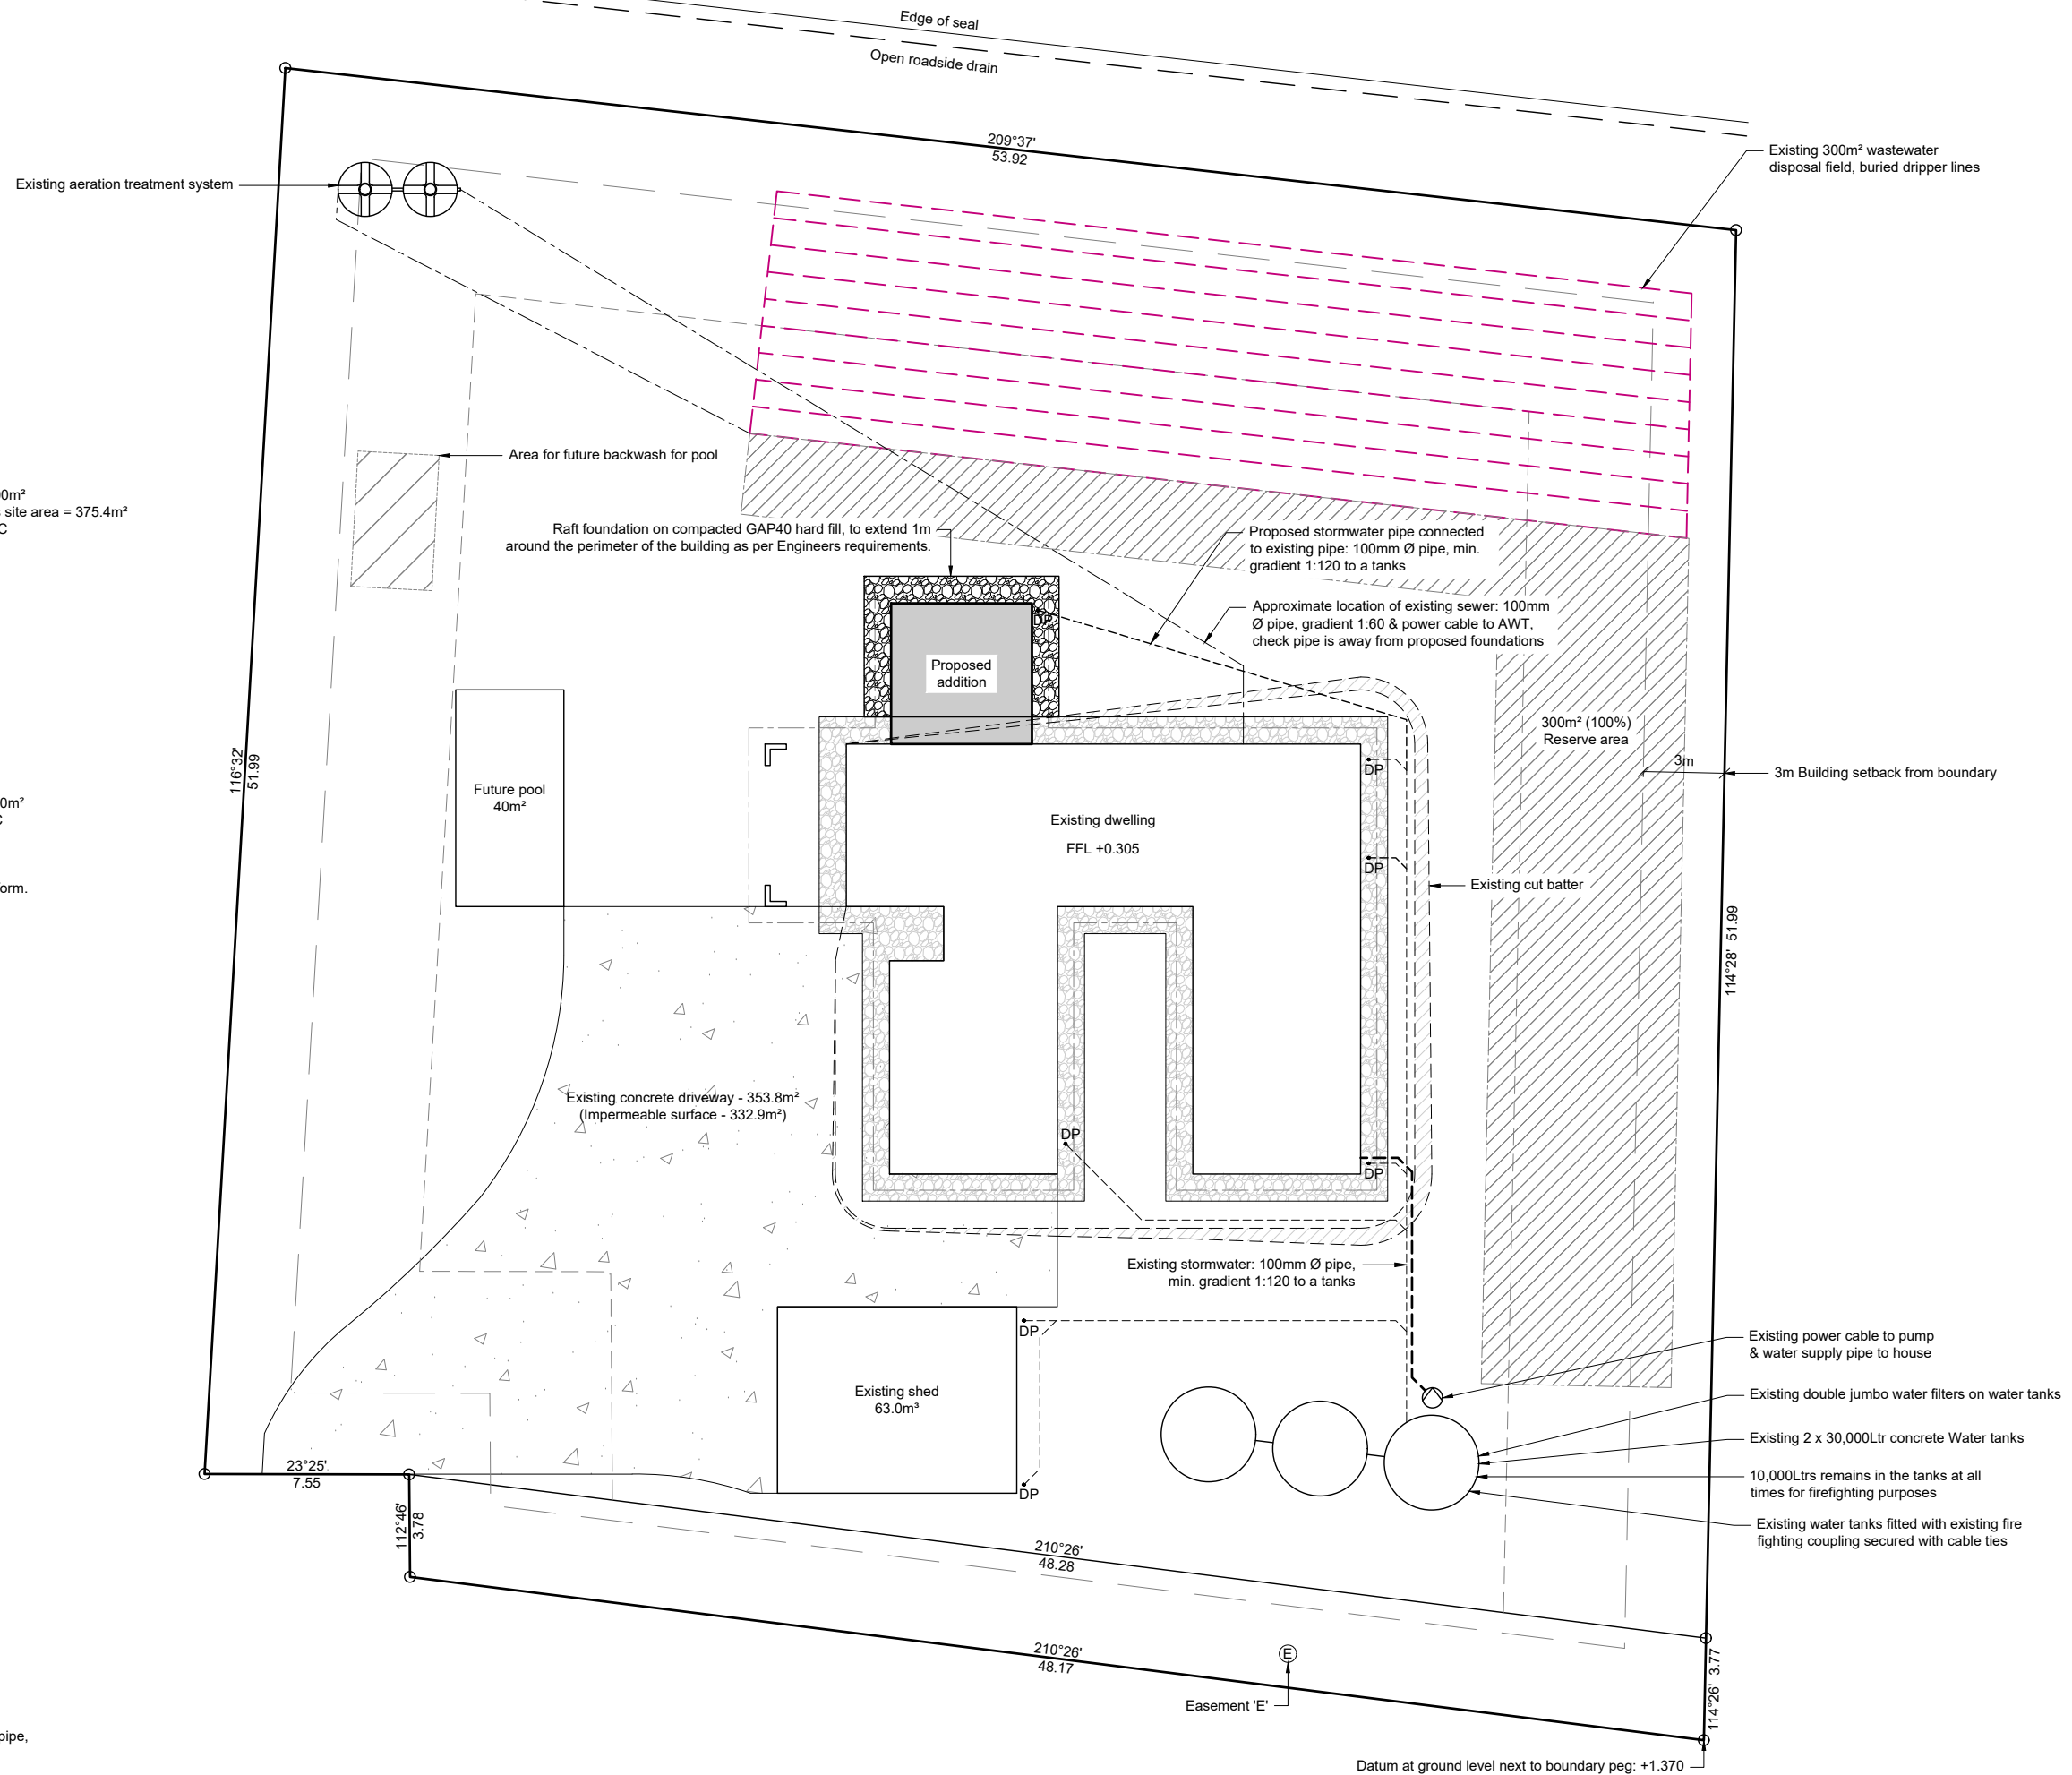 Edge of seal
Open roadside drain
209°37'
53.92
Existing 300m² wastewater
disposal field, buried dripper lines
Existing aeration treatment system
Area for future backwash for pool
0m²
site area = 375.4m²
C
Raft foundation on compacted GAP40 hard fill, to extend 1m
around the perimeter of the building as per Engineers requirements.
Proposed stormwater pipe connected
to existing pipe: 100mm Ø pipe, min.
gradient 1:120 to a tanks
Approximate location of existing sewer: 100mm
Ø pipe, gradient 1:60 & power cable to AWT,
check pipe is away from proposed foundations
DP
Proposed
addition
300m² (100%)
Reserve area
3m
3m Building setback from boundary
116°32'
51.99
DP
Future pool
40m²
0m²
Existing dwelling
FFL +0.305
DP
Existing cut batter
orm.
114°28' 51.99
Existing concrete driveway - 353.8m²
(Impermeable surface - 332.9m²)
DP
DP
Existing stormwater: 100mm Ø pipe,
min. gradient 1:120 to a tanks
DP
Existing power cable to pump
& water supply pipe to house
Existing shed
63.0m³
Existing double jumbo water filters on water tanks
Existing 2 x 30,000Ltr concrete Water tanks
10,000Ltrs remains in the tanks at all
times for firefighting purposes
Existing water tanks fitted with existing fire
fighting coupling secured with cable ties
23°25'
7.55
DP
112°46'
3.78
210°26'
48.28
210°26'
48.17
E
Easement 'E'
114°26' 3.77
pipe,
Datum at ground level next to boundary peg: +1.370